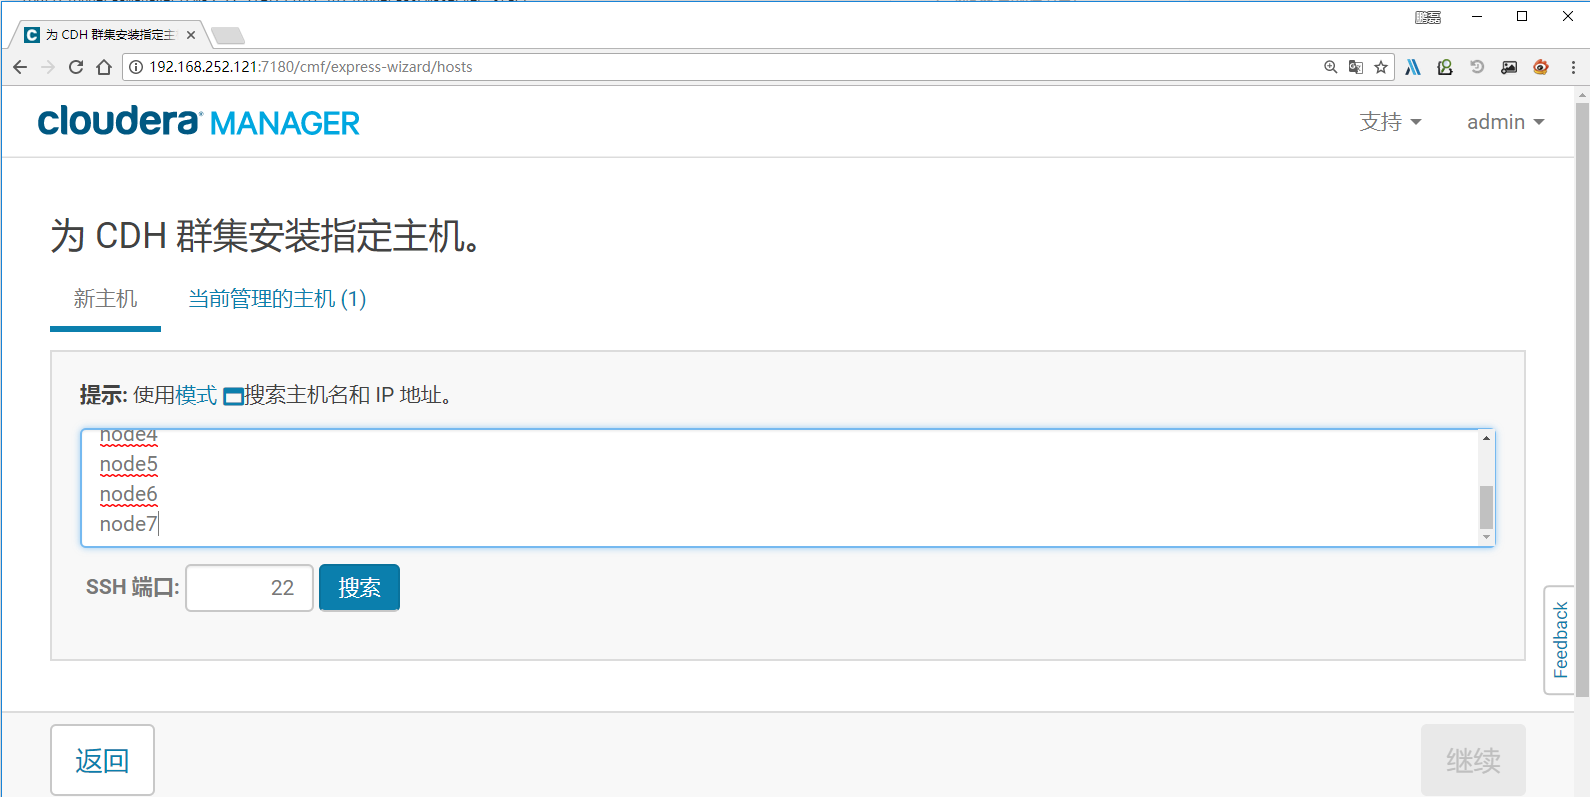 为 CDH 群集安装指定主
192.168.252.121:7180/cmf/express-wizard/hosts
cloudera MANAGER
支持
admin
为 CDH 群集安装指定主机。
新主机
当前管理的主机 (1)
提示: 使用模式 搜索主机名和 IP 地址。
node4
node5
node6
node7
SSH 端口:
22
搜索
Feedback
返回
继续